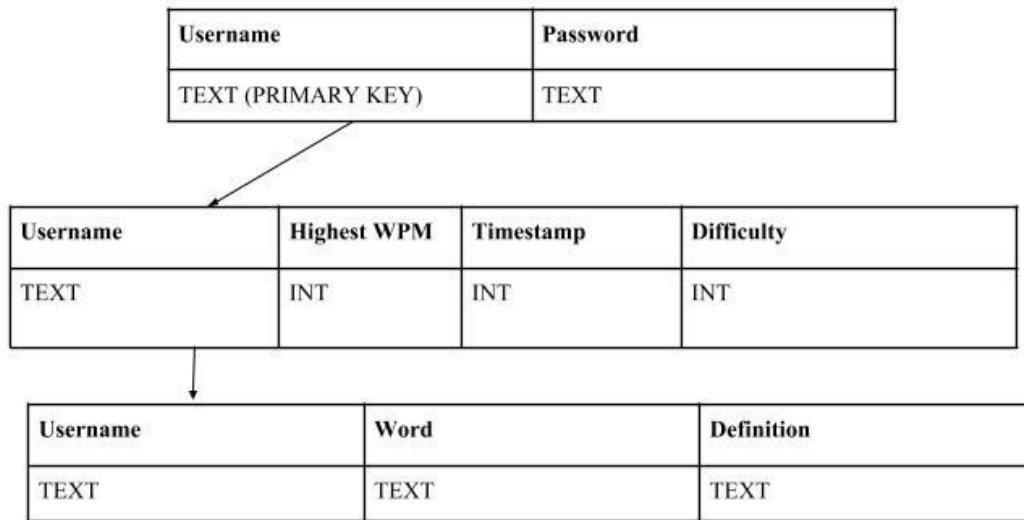 Username Password
TEXT (PRIMARY KEY) TEXT
Username Highest WPM Timestamp Difficulty
TEXT INT INT INT
Username Word Definition
TEXT TEXT TEXT